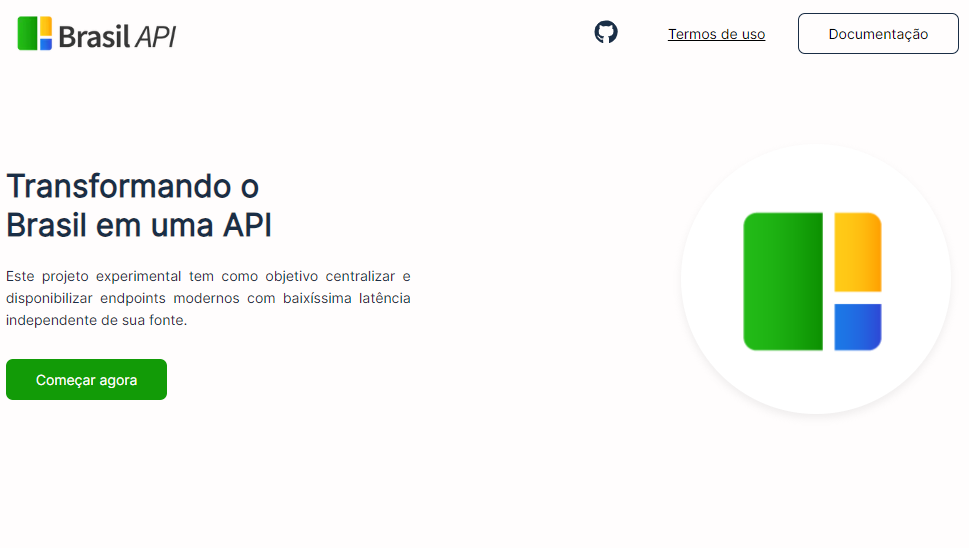 Brasil API
Termos de uso
Documentação
Transformando o
Brasil em uma API
Este projeto experimental tem como objetivo centralizar e
disponibilizar endpoints modernos com baixíssima latência
independente de sua fonte.
Começar agora